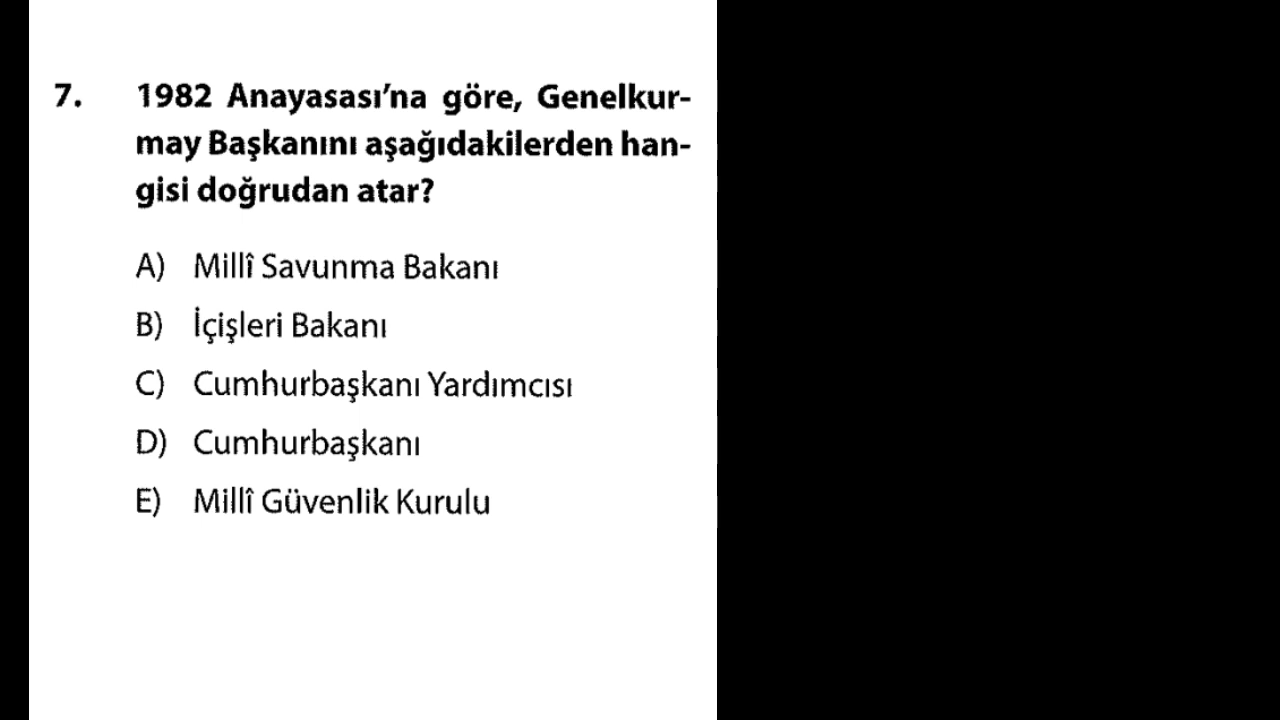 7. 1982 Anayasası’na göre, Genelkur-
may Başkanını aşağıdakilerden han-
gisi doğrudan atar?
A) Millî Savunma Bakanı
B) İçişleri Bakanı
C) Cumhurbaşkanı Yardımcısı
D) Cumhurbaşkanı
E) Millî Güvenlik Kurulu